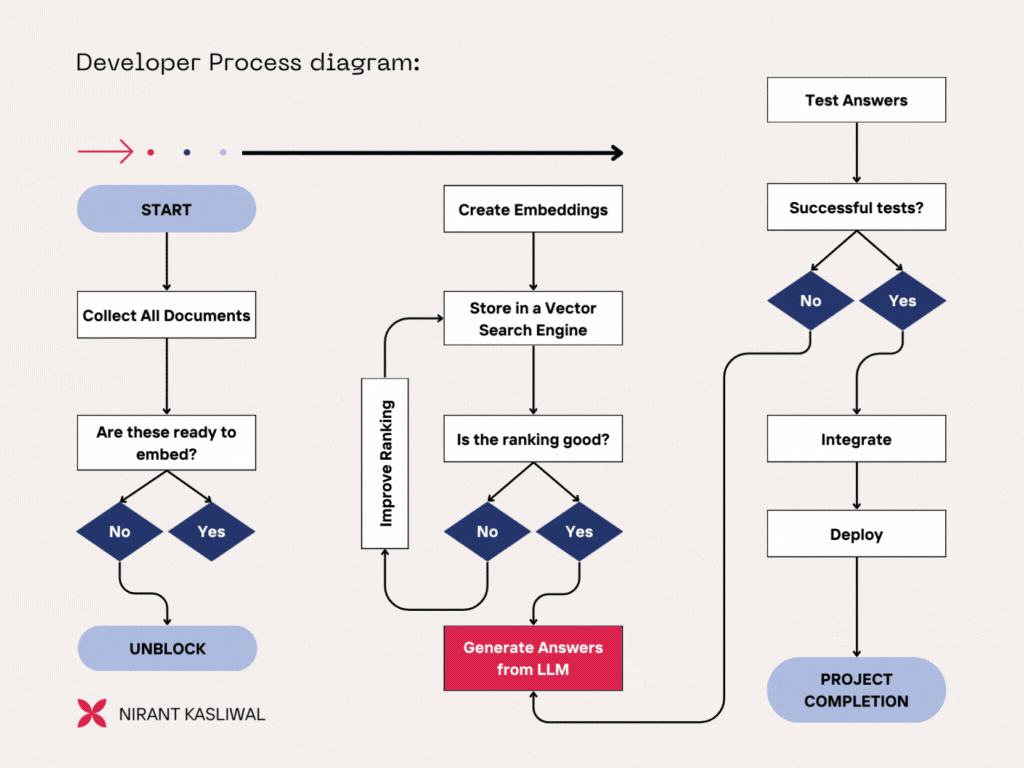 Developer Process diagram:
START
Collect All Documents
Are these ready to
embed?
No
Yes
UNBLOCK
NIRANT KASLIWAL
Create Embeddings
Store in a Vector
Search Engine
Improve Ranking
Is the ranking good?
No
Yes
Generate Answers
from LLM
Test Answers
Successful tests?
No
Yes
Integrate
Deploy
PROJECT
COMPLETION